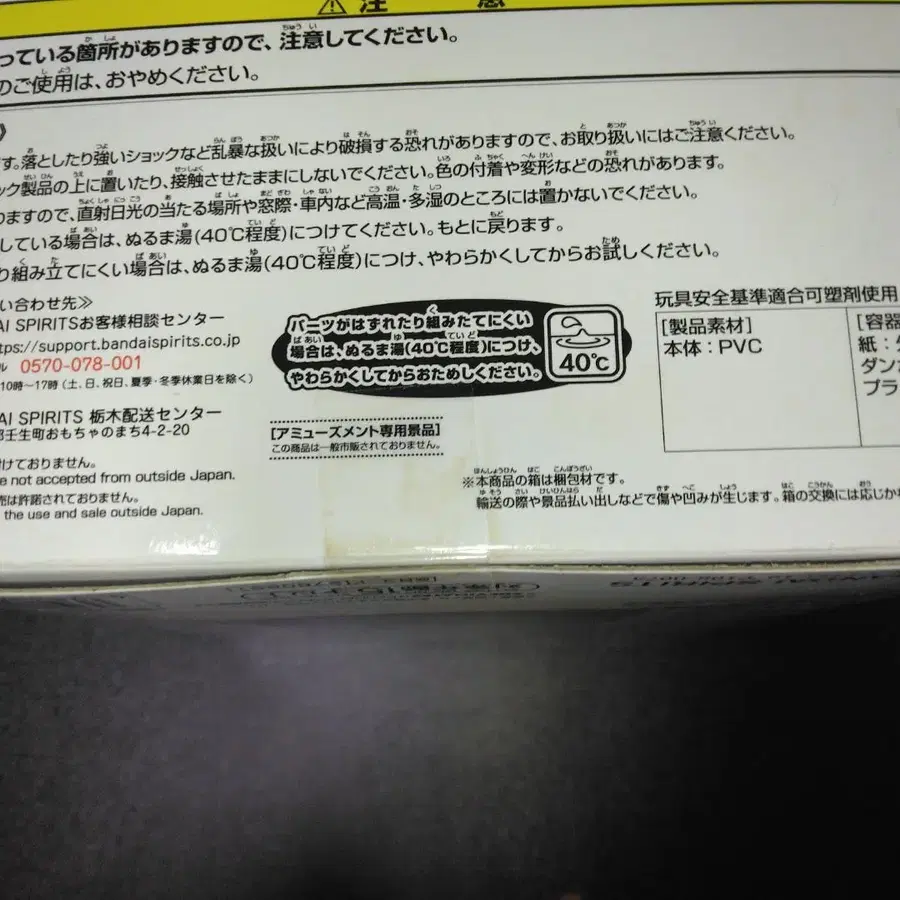 ⚠ 注 意
っている箇所がありますので、注意してください。
のご使用は、おやめください。
す。落としたり強いショックなど乱暴な扱いにより破損する恐れがありますので、お取り扱いにはご注意ください。
ック製品の上に置いたり、接触させたままにしないでください。色の付着や変形などの恐れがあります。
りますので、直射日光の当たる場所や窓際・車内など高温・多湿のところには置かないでください。
している場合は、ぬるま湯(40℃程度)につけてください。もとに戻ります。
り組み立てにくい場合は、ぬるま湯(40℃程度)につけ、やわらかくしてからお試しください。
い合わせ先≫
AI SPIRITSお客様相談センター
tps://support.bandaispirits.co.jp
ル 0570-078-001
10時～17時(土、日、祝日、夏季・冬季休業日を除く)
AI SPIRITS 栃木配送センター
郡壬生町おもちゃのまち4-2-20
付けておりません。
e not accepted from outside Japan.
売は許諾されておりません。
the use and sale outside Japan.
パーツがはずれたり組みたてにくい
場合は、ぬるま湯(40℃程度)につけ、
やわらかくしてからおためしください。
40℃
[アミューズメント専用景品]
この商品は一般市販されておりません。
玩具安全基準適合可塑剤使用
[製品素材]
本体：PVC
[容器
紙：
ダン
プラ
※本商品の箱は梱包材です。
輸送の際や景品払い出しなどで傷や凹みが生じます。箱の交換には応じか